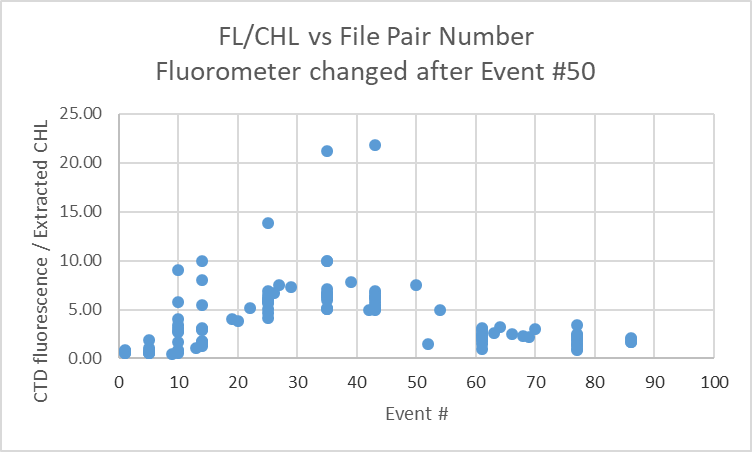 FL/CHL vs File Pair Number
Fluorometer changed after Event #50
CTD fluorescence / Extracted CHL
25.00
20.00
15.00
10.00
5.00
0.00
0 10 20 30 40 50 60 70 80 90 100
Event #